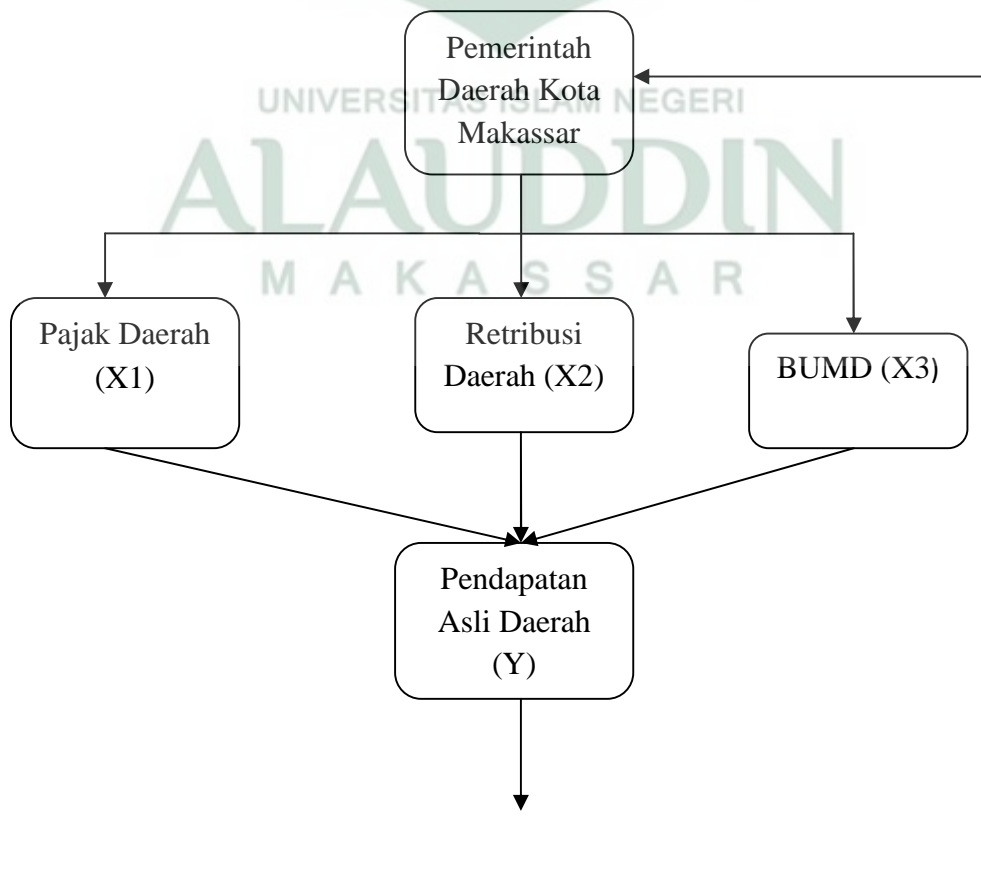 Pemerintah
Daerah Kota
Makassar
UNIVERSITAS ISLAM NEGERI
ALAUDDIN
MAKASSAR
Pajak Daerah
(X1)
Retribusi
Daerah (X2)
BUMD (X3)
Pendapatan
Asli Daerah
(Y)